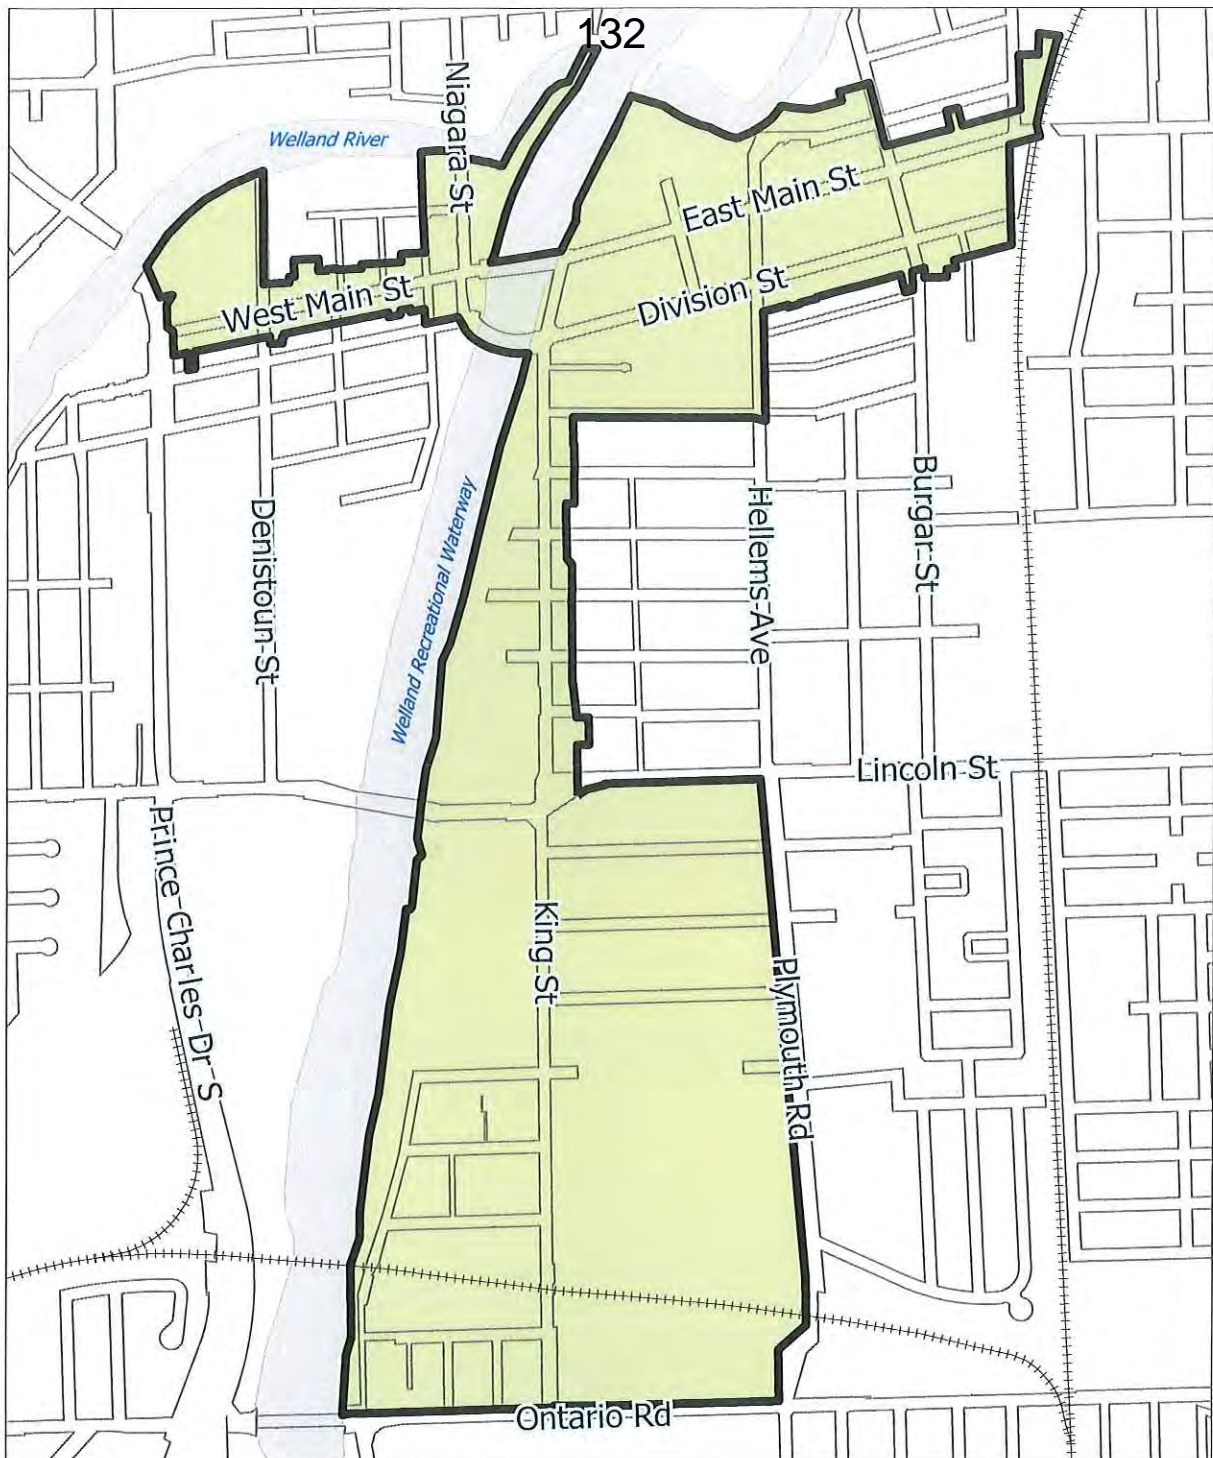 132
Niagara St
Welland River
East Main St
West Main St
Division St
Denistoun St
Welland Recreational Waterway
Hellems Ave
Burgar St
Lincoln St
Prince Charles Dr S
King St
Plymouth Rd
Ontario Rd